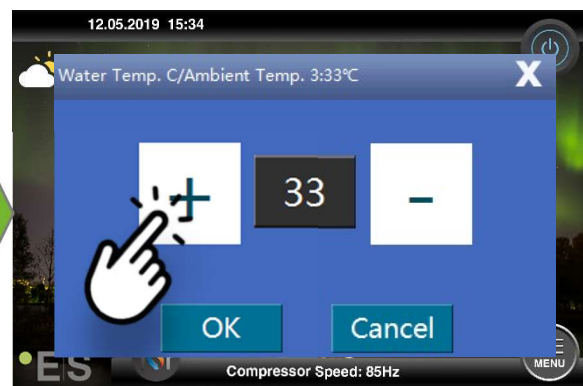 12.05.2019 15:34
Water Temp. C/Ambient Temp. 3:33℃
X
+
33
-
OK
Cancel
ES
Compressor Speed: 85Hz
MENU